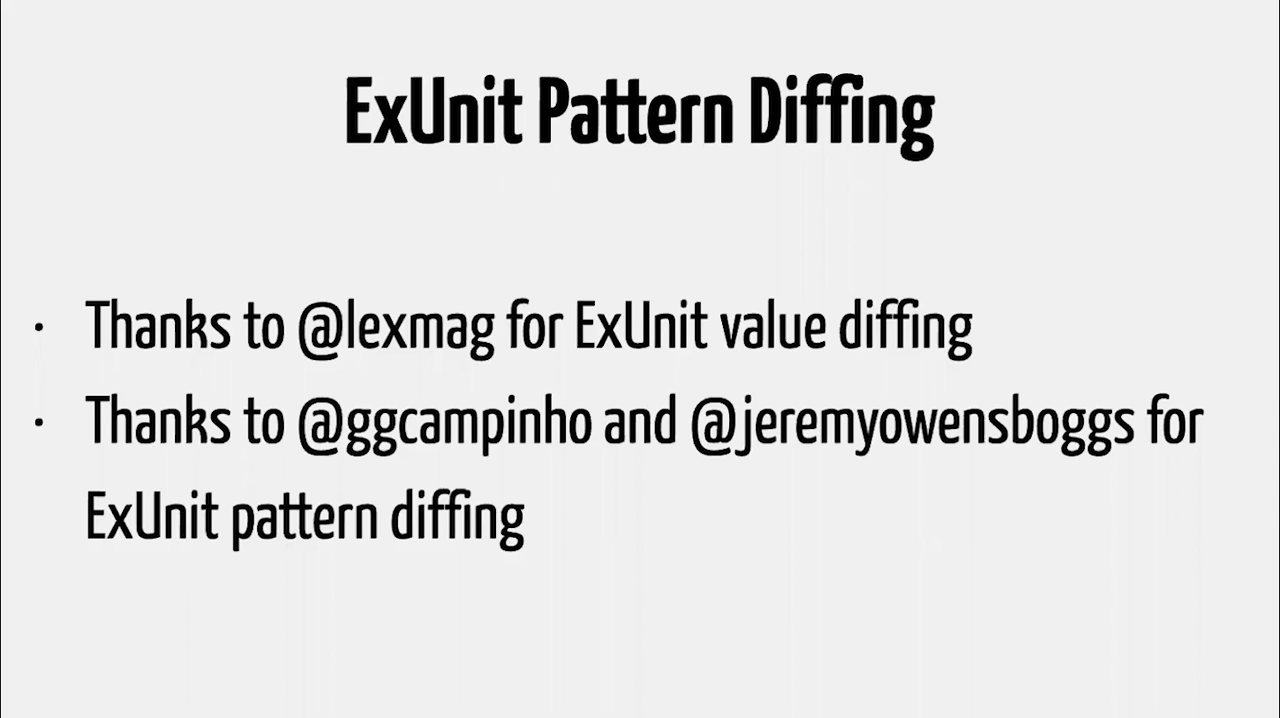 ExUnit Pattern Diffing
· Thanks to @lexmag for ExUnit value diffing
· Thanks to @ggcampinho and @jeremyowensboggs for
ExUnit pattern diffing